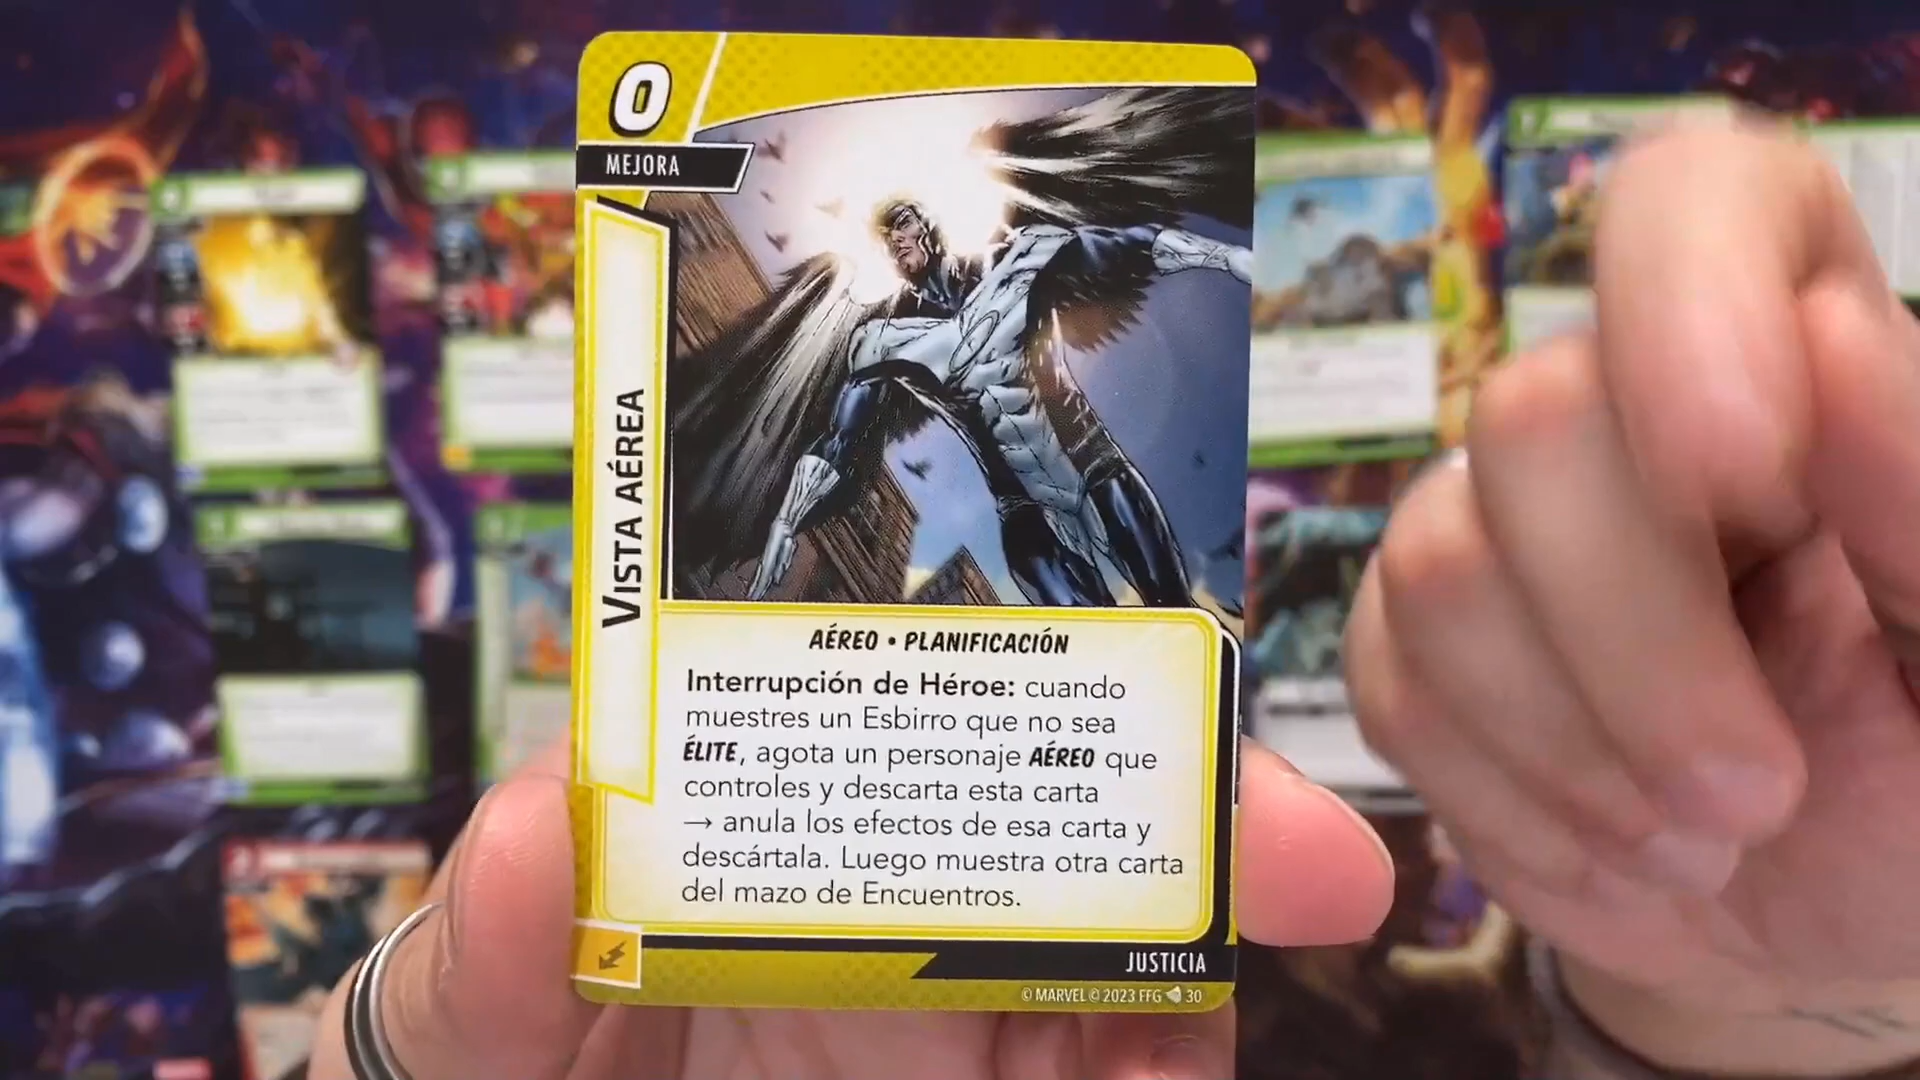 0
MEJORA
VISTA AÉREA
AÉREO • PLANIFICACIÓN
Interrupción de Héroe: cuando
muestres un Esbirro que no sea
ÉLITE, agota un personaje AÉREO que
controles y descarta esta carta
→ anula los efectos de esa carta y
descártala. Luego muestra otra carta
del mazo de Encuentros.
JUSTICIA
© MARVEL © 2023 FFG 30